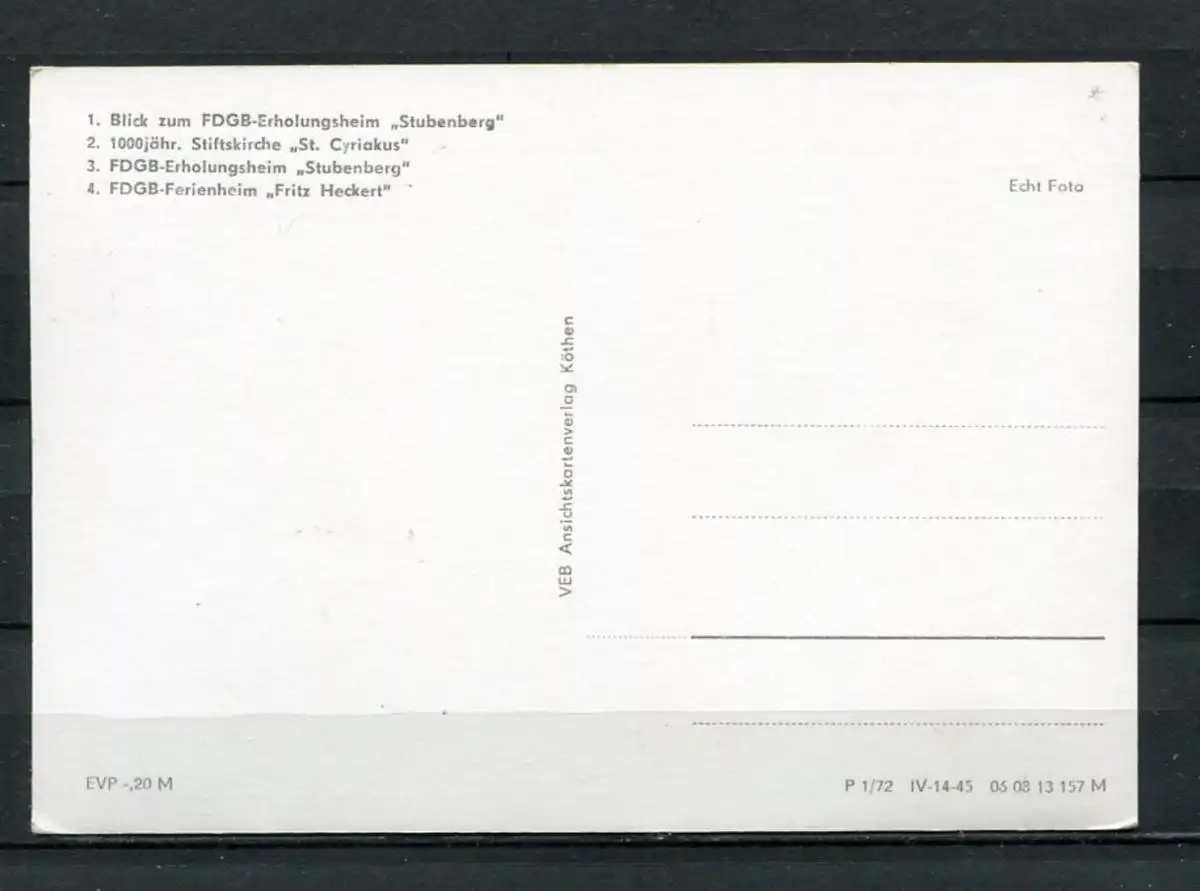 1. Blick zum FDGB-Erholungsheim „Stubenberg"
2. 1000jähr. Stiftskirche „St. Cyriakus"
3. FDGB-Erholungsheim „Stubenberg"
4. FDGB-Ferienheim „Fritz Heckert"
Echt Foto
VEB Ansichtskartenverlag Köthen
EVP -,20 M
P 1/72 IV-14-45 06 08 13 157 M